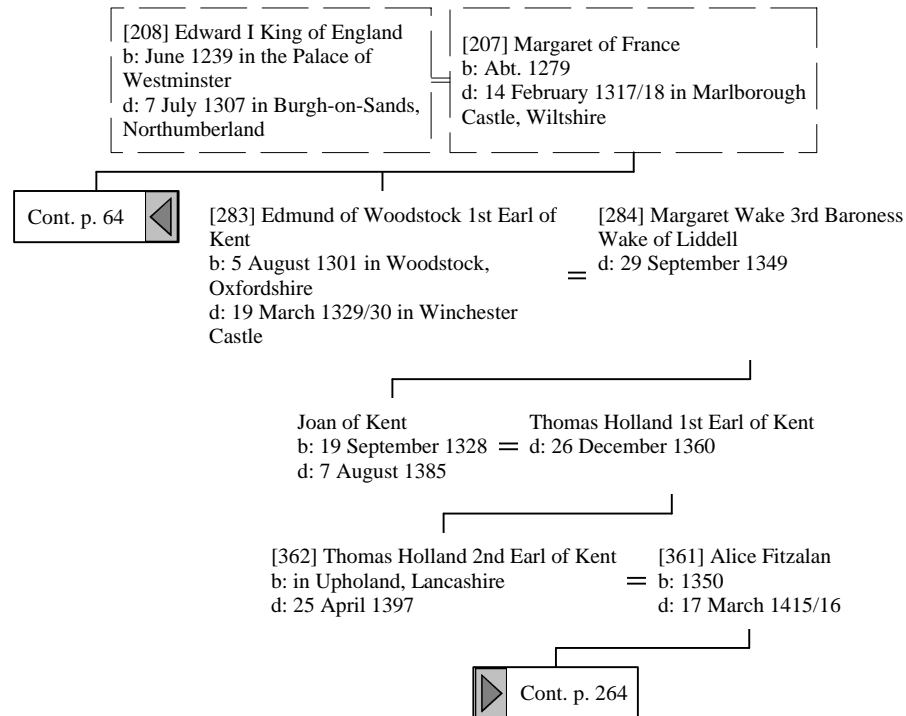 [208] Edward I King of England
b: June 1239 in the Palace of
Westminster
d: 7 July 1307 in Burgh-on-Sands,
Northumberland
[207] Margaret of France
b: Abt. 1279
d: 14 February 1317/18 in Marlborough
Castle, Wiltshire
Cont. p. 64
[283] Edmund of Woodstock 1st Earl of
Kent
b: 5 August 1301 in Woodstock,
Oxfordshire
d: 19 March 1329/30 in Winchester
Castle
=
[284] Margaret Wake 3rd Baroness
Wake of Liddell
d: 29 September 1349
Joan of Kent
b: 19 September 1328
d: 7 August 1385
=
Thomas Holland 1st Earl of Kent
d: 26 December 1360
[362] Thomas Holland 2nd Earl of Kent
b: in Upholand, Lancashire
d: 25 April 1397
=
[361] Alice Fitzalan
b: 1350
d: 17 March 1415/16
Cont. p. 264